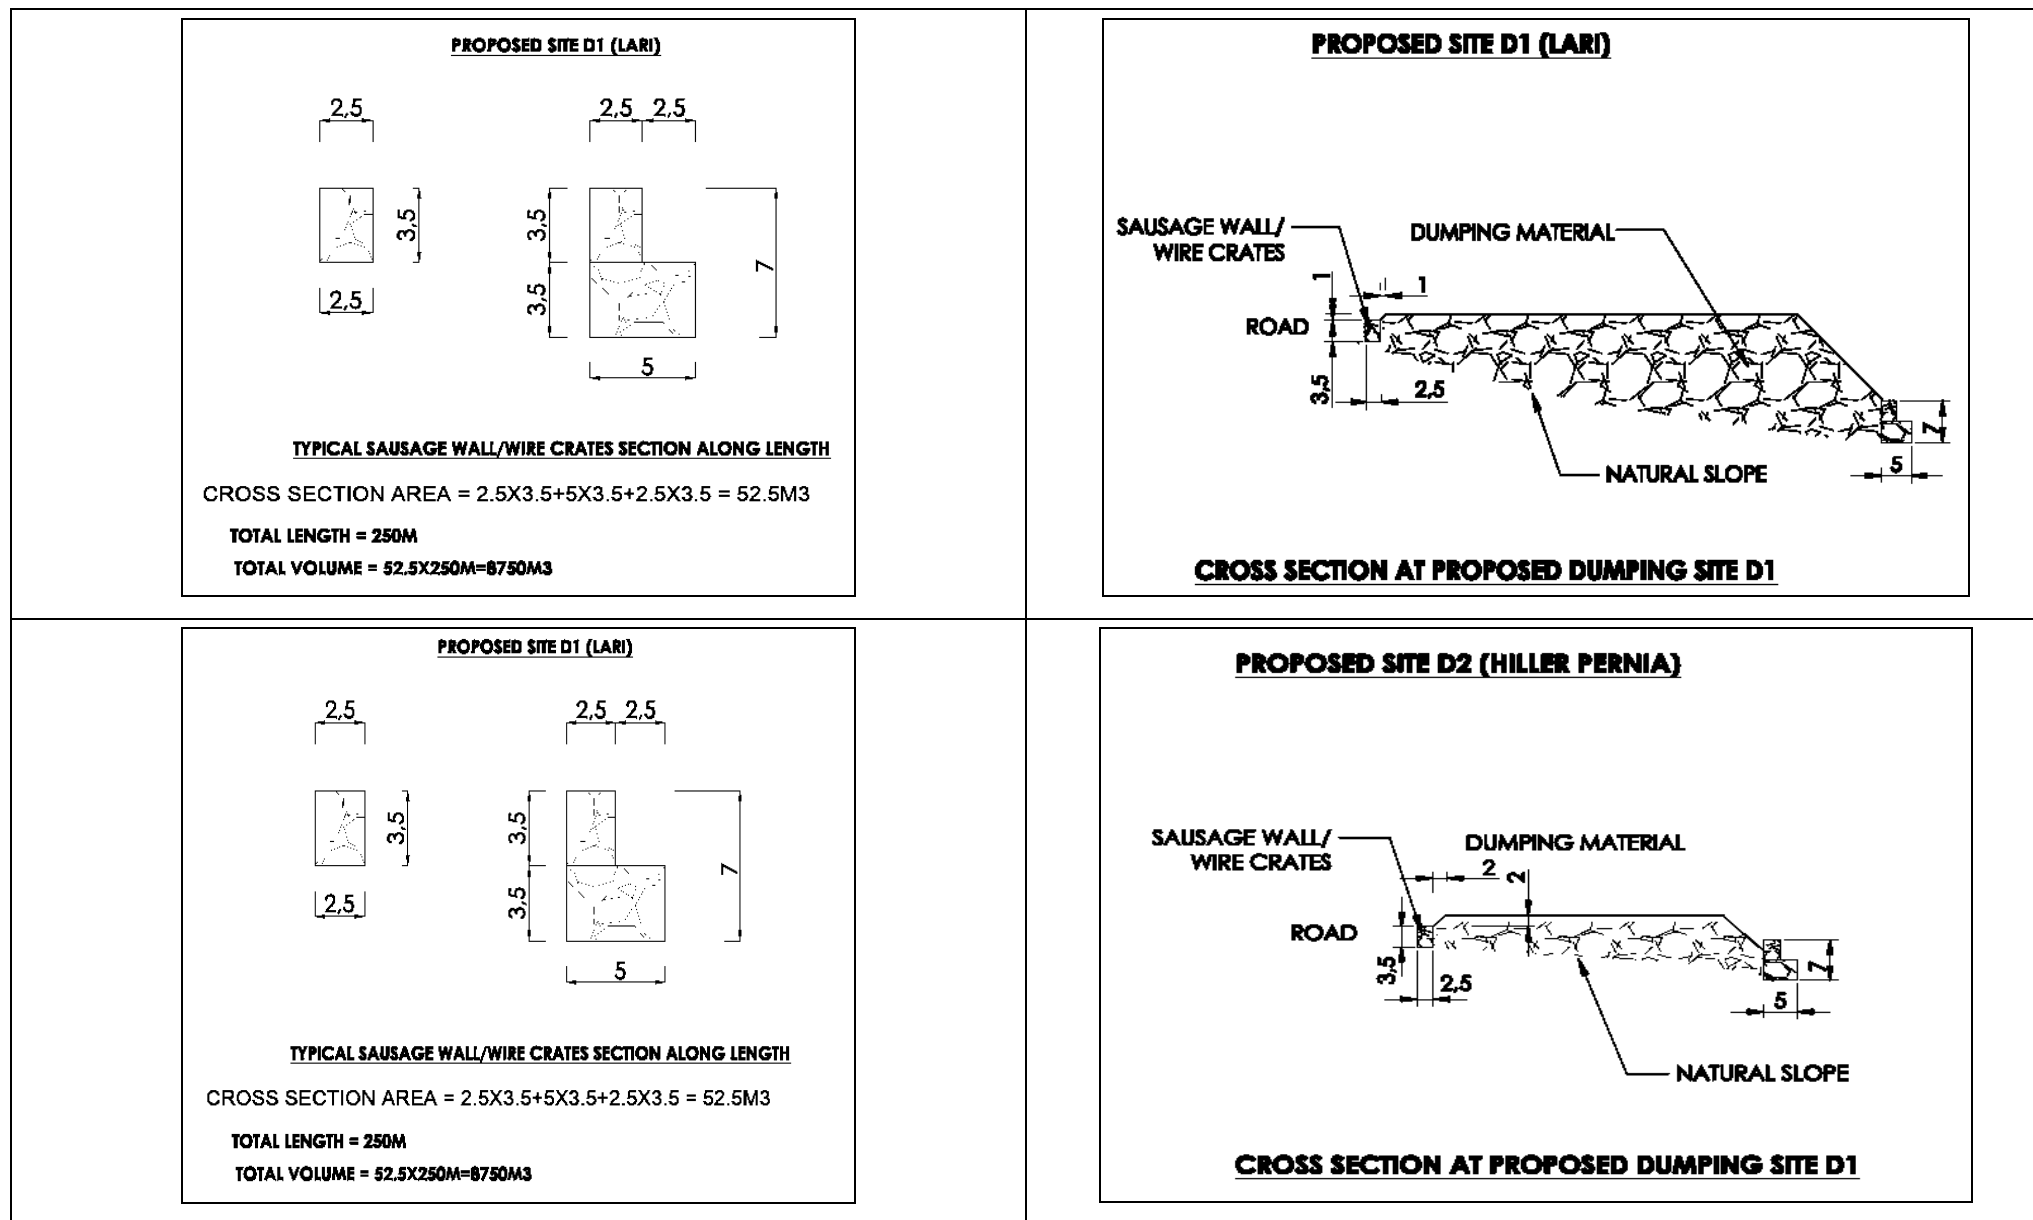 PROPOSED SITE D1 (LARI)
2,5
2,5 2,5
3,5
3,5
7
3,5
2,5
5
TYPICAL SAUSAGE WALL/WIRE CRATES SECTION ALONG LENGTH
CROSS SECTION AREA = 2.5X3.5+5X3.5+2.5X3.5 = 52.5M3
TOTAL LENGTH = 250M
TOTAL VOLUME = 52.5X250M=8750M3
PROPOSED SITE D1 (LARI)
SAUSAGE WALL/
WIRE CRATES
DUMPING MATERIAL
1
1
ROAD
3,5
2,5
7
5
NATURAL SLOPE
CROSS SECTION AT PROPOSED DUMPING SITE D1
PROPOSED SITE D1 (LARI)
2,5
2,5 2,5
3,5
3,5
7
3,5
2,5
5
TYPICAL SAUSAGE WALL/WIRE CRATES SECTION ALONG LENGTH
CROSS SECTION AREA = 2.5X3.5+5X3.5+2.5X3.5 = 52.5M3
TOTAL LENGTH = 250M
TOTAL VOLUME = 52.5X250M=8750M3
PROPOSED SITE D2 (HILLER PERNIA)
SAUSAGE WALL/
WIRE CRATES
DUMPING MATERIAL
2
2
ROAD
3,5
2,5
7
5
NATURAL SLOPE
CROSS SECTION AT PROPOSED DUMPING SITE D1